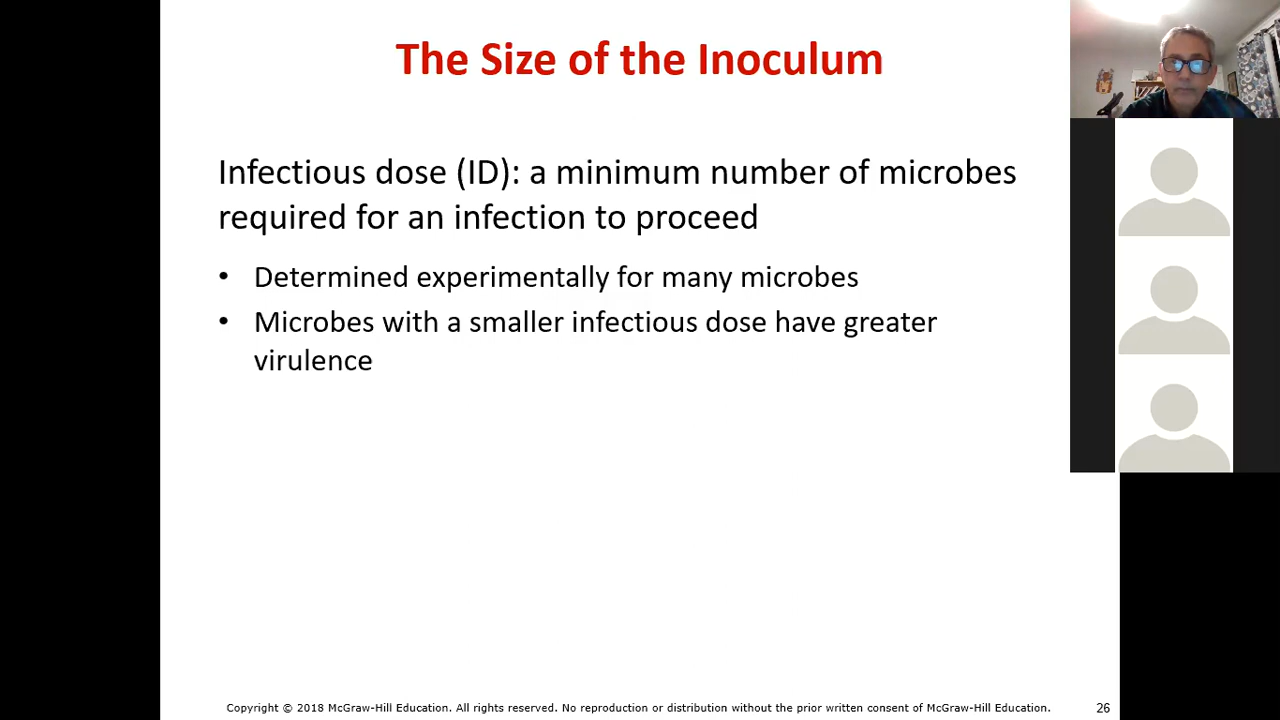 The Size of the Inoculum
Infectious dose (ID): a minimum number of microbes
required for an infection to proceed
• Determined experimentally for many microbes
• Microbes with a smaller infectious dose have greater
virulence
Copyright © 2018 McGraw-Hill Education. All rights reserved. No reproduction or distribution without the prior written consent of McGraw-Hill Education.
26